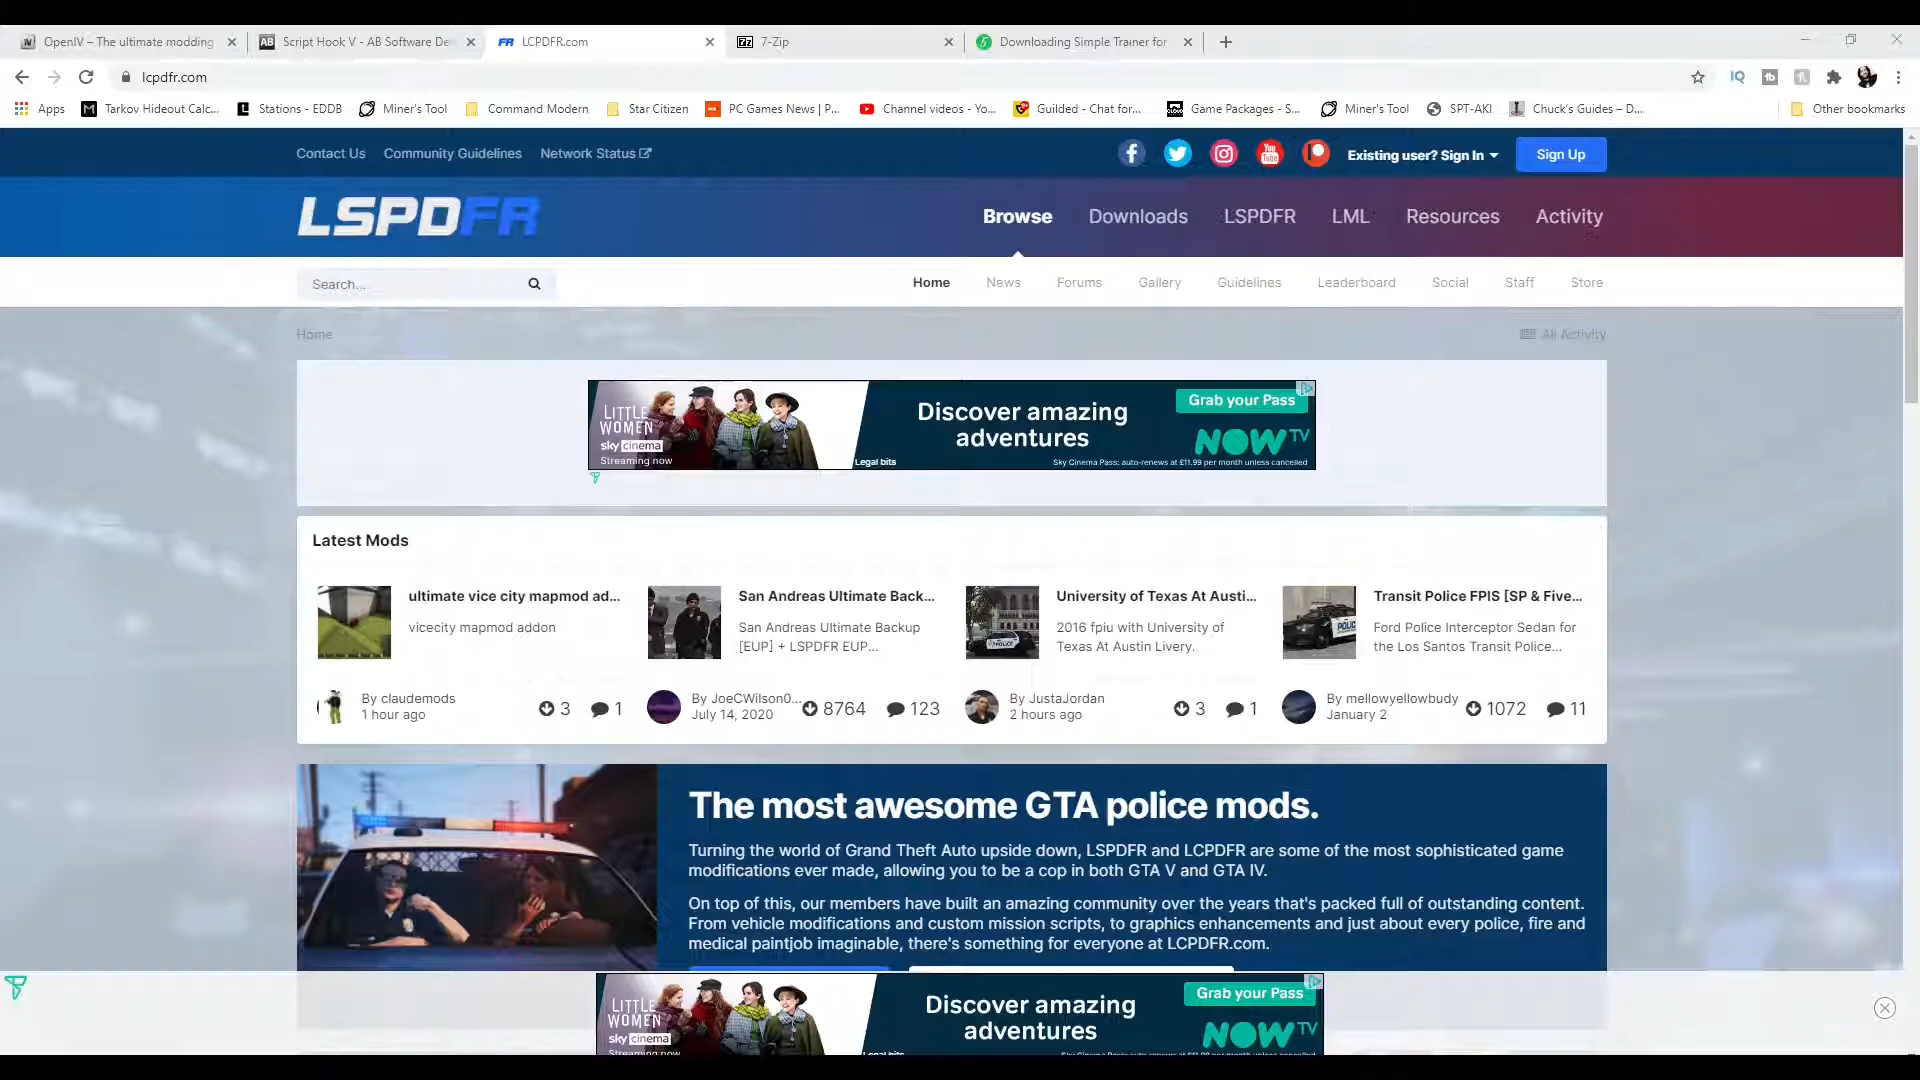 OpenIV – The ultimate modding
AB Script Hook V - AB Software De
FR LCPDFR.com
7z 7-Zip
Downloading Simple Trainer for
lcpdfr.com
Apps
Tarkov Hideout Calc...
Stations - EDDB
Miner's Tool
Command Modern
Star Citizen
PC Games News | P...
Channel videos - Yo...
Guilded - Chat for...
Game Packages - S...
Miner's Tool
SPT-AKI
Chuck's Guides – D...
Other bookmarks
Contact Us
Community Guidelines
Network Status
Existing user? Sign In
Sign Up
LSPDFR
Browse
Downloads
LSPDFR
LML
Resources
Activity
Search...
Home
News
Forums
Gallery
Guidelines
Leaderboard
Social
Staff
Store
Home
All Activity
LITTLE
WOMEN
sky cinema
Streaming now
Discover amazing
adventures
Legal bits
Grab your Pass
NOW TV
Sky Cinema Pass: auto-renews at £11.99 per month unless cancelled
Latest Mods
ultimate vice city mapmod ad...
vicecity mapmod addon
By claudemods
1 hour ago
3
1
San Andreas Ultimate Back...
San Andreas Ultimate Backup
[EUP] + LSPDFR EUP...
By JoeCWilson0...
July 14, 2020
8764
123
University of Texas At Austi...
2016 fpiu with University of
Texas At Austin Livery.
By JustaJordan
2 hours ago
3
1
Transit Police FPIS [SP & Five...
Ford Police Interceptor Sedan for
the Los Santos Transit Police...
By mellowyellowbudy
January 2
1072
11
The most awesome GTA police mods.
Turning the world of Grand Theft Auto upside down, LSPDFR and LCPDFR are some of the most sophisticated game
modifications ever made, allowing you to be a cop in both GTA V and GTA IV.
On top of this, our members have built an amazing community over the years that's packed full of outstanding content.
From vehicle modifications and custom mission scripts, to graphics enhancements and just about every police, fire and
medical paintjob imaginable, there's something for everyone at LCPDFR.com.
LITTLE
WOMEN
sky cinema
Streaming now
Discover amazing
adventures
Legal bits
Grab your Pass
NOW TV